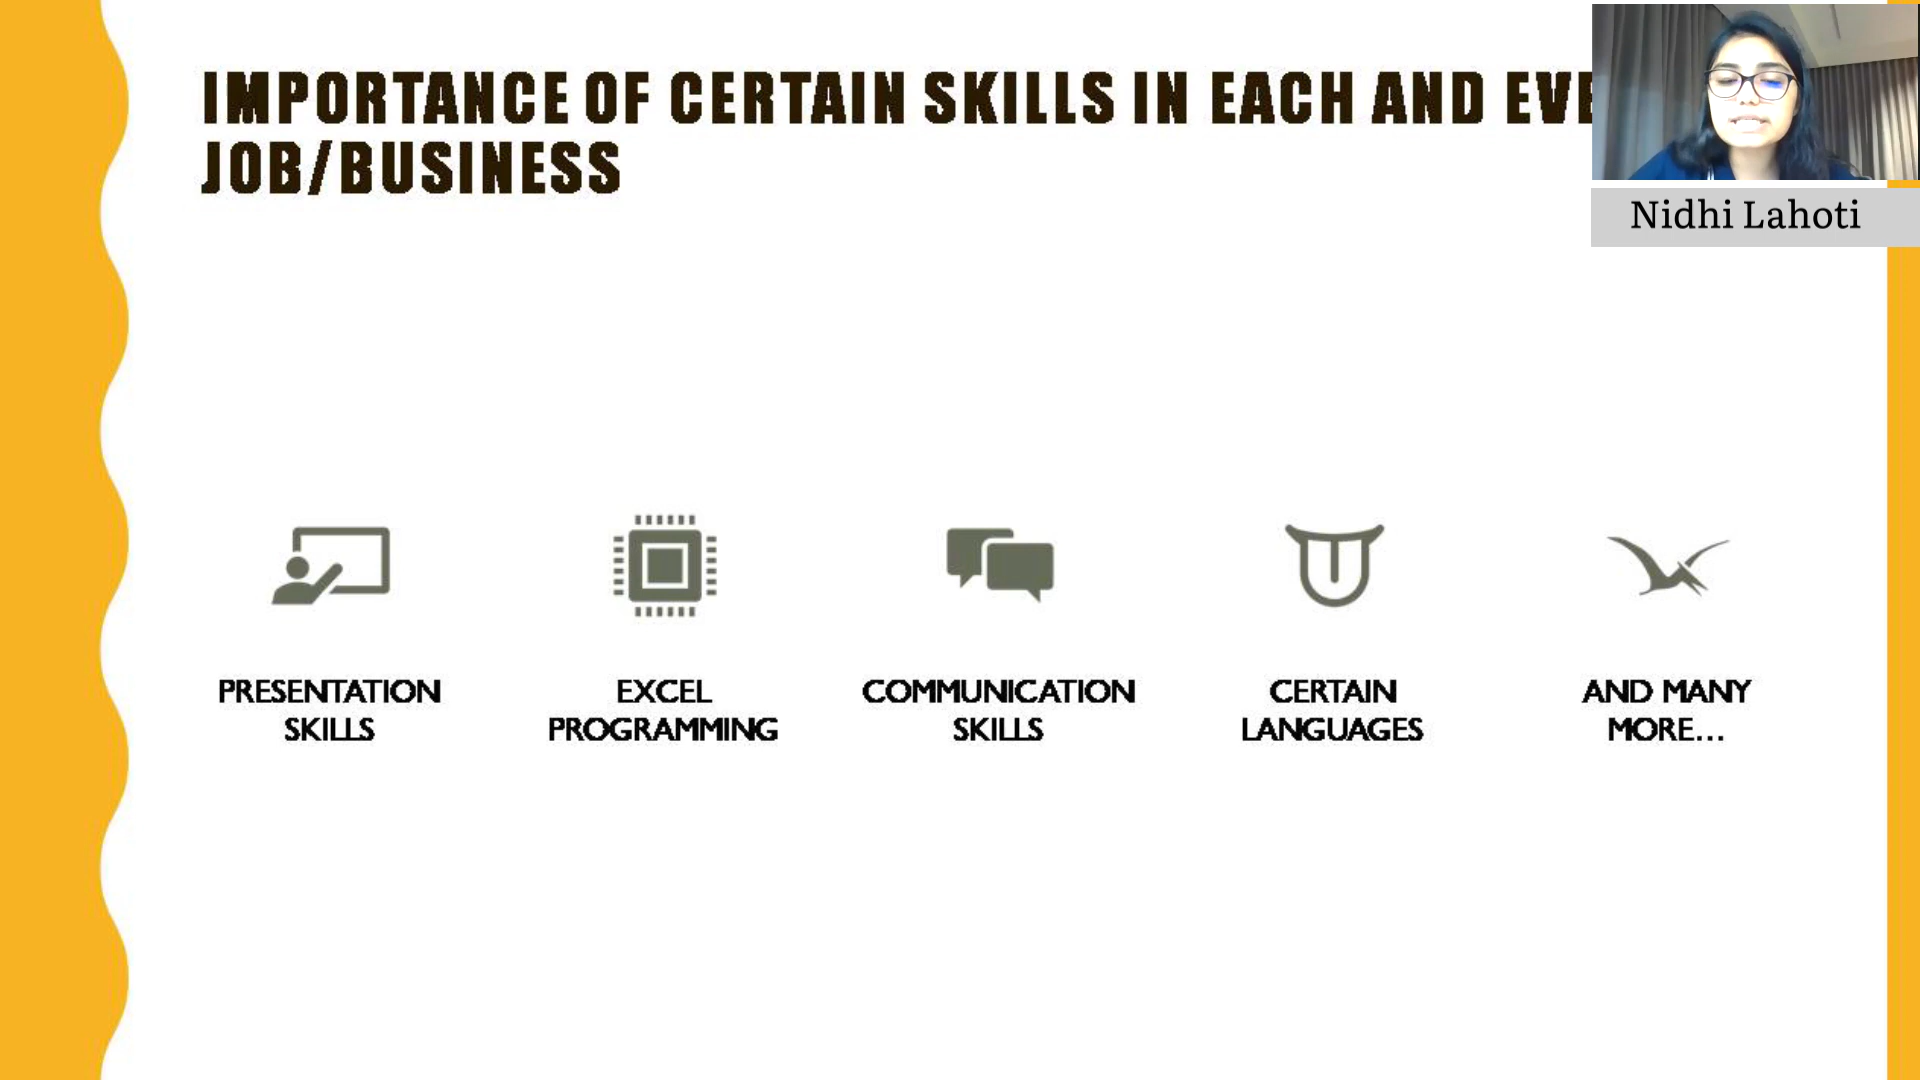 IMPORTANCE OF CERTAIN SKILLS IN EACH AND
JOB/BUSINESS
Nidhi Lahoti
PRESENTATION
SKILLS
EXCEL
PROGRAMMING
COMMUNICATION
SKILLS
CERTAIN
LANGUAGES
AND MANY
MORE...